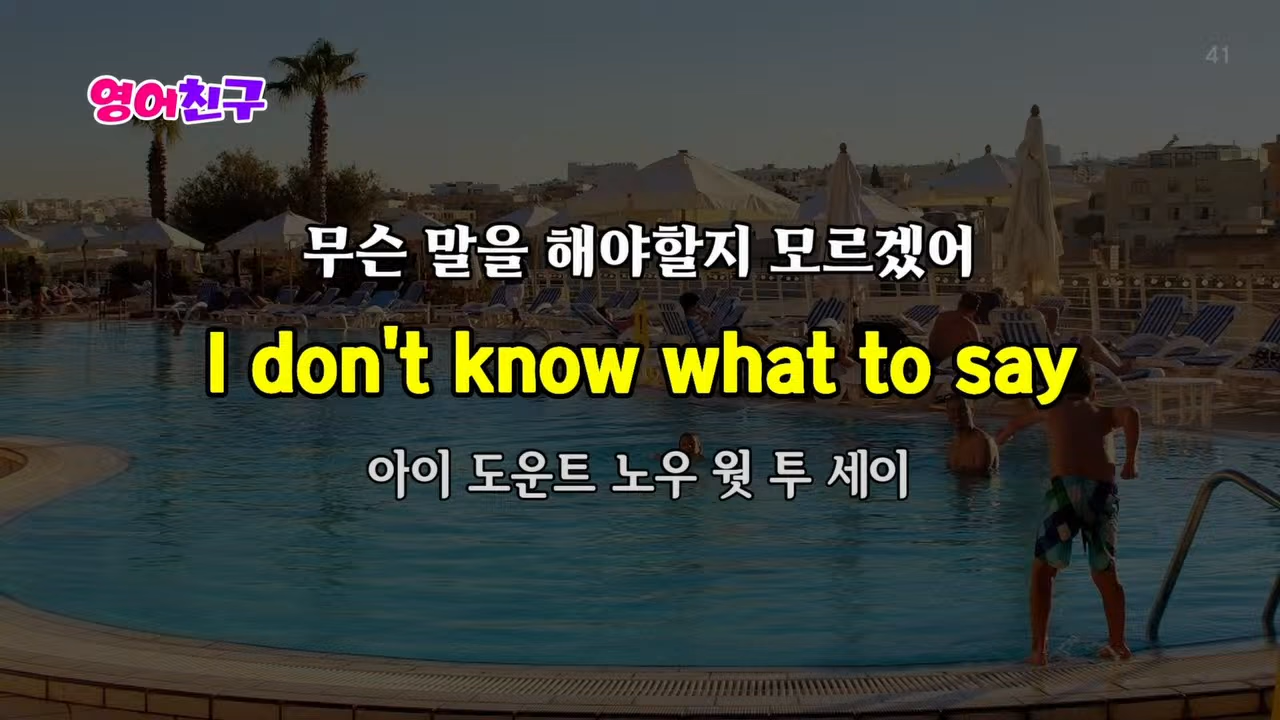 41
영어친구
무슨 말을 해야할지 모르겠어
I don't know what to say
아이 도운트 노우 웟 투 세이